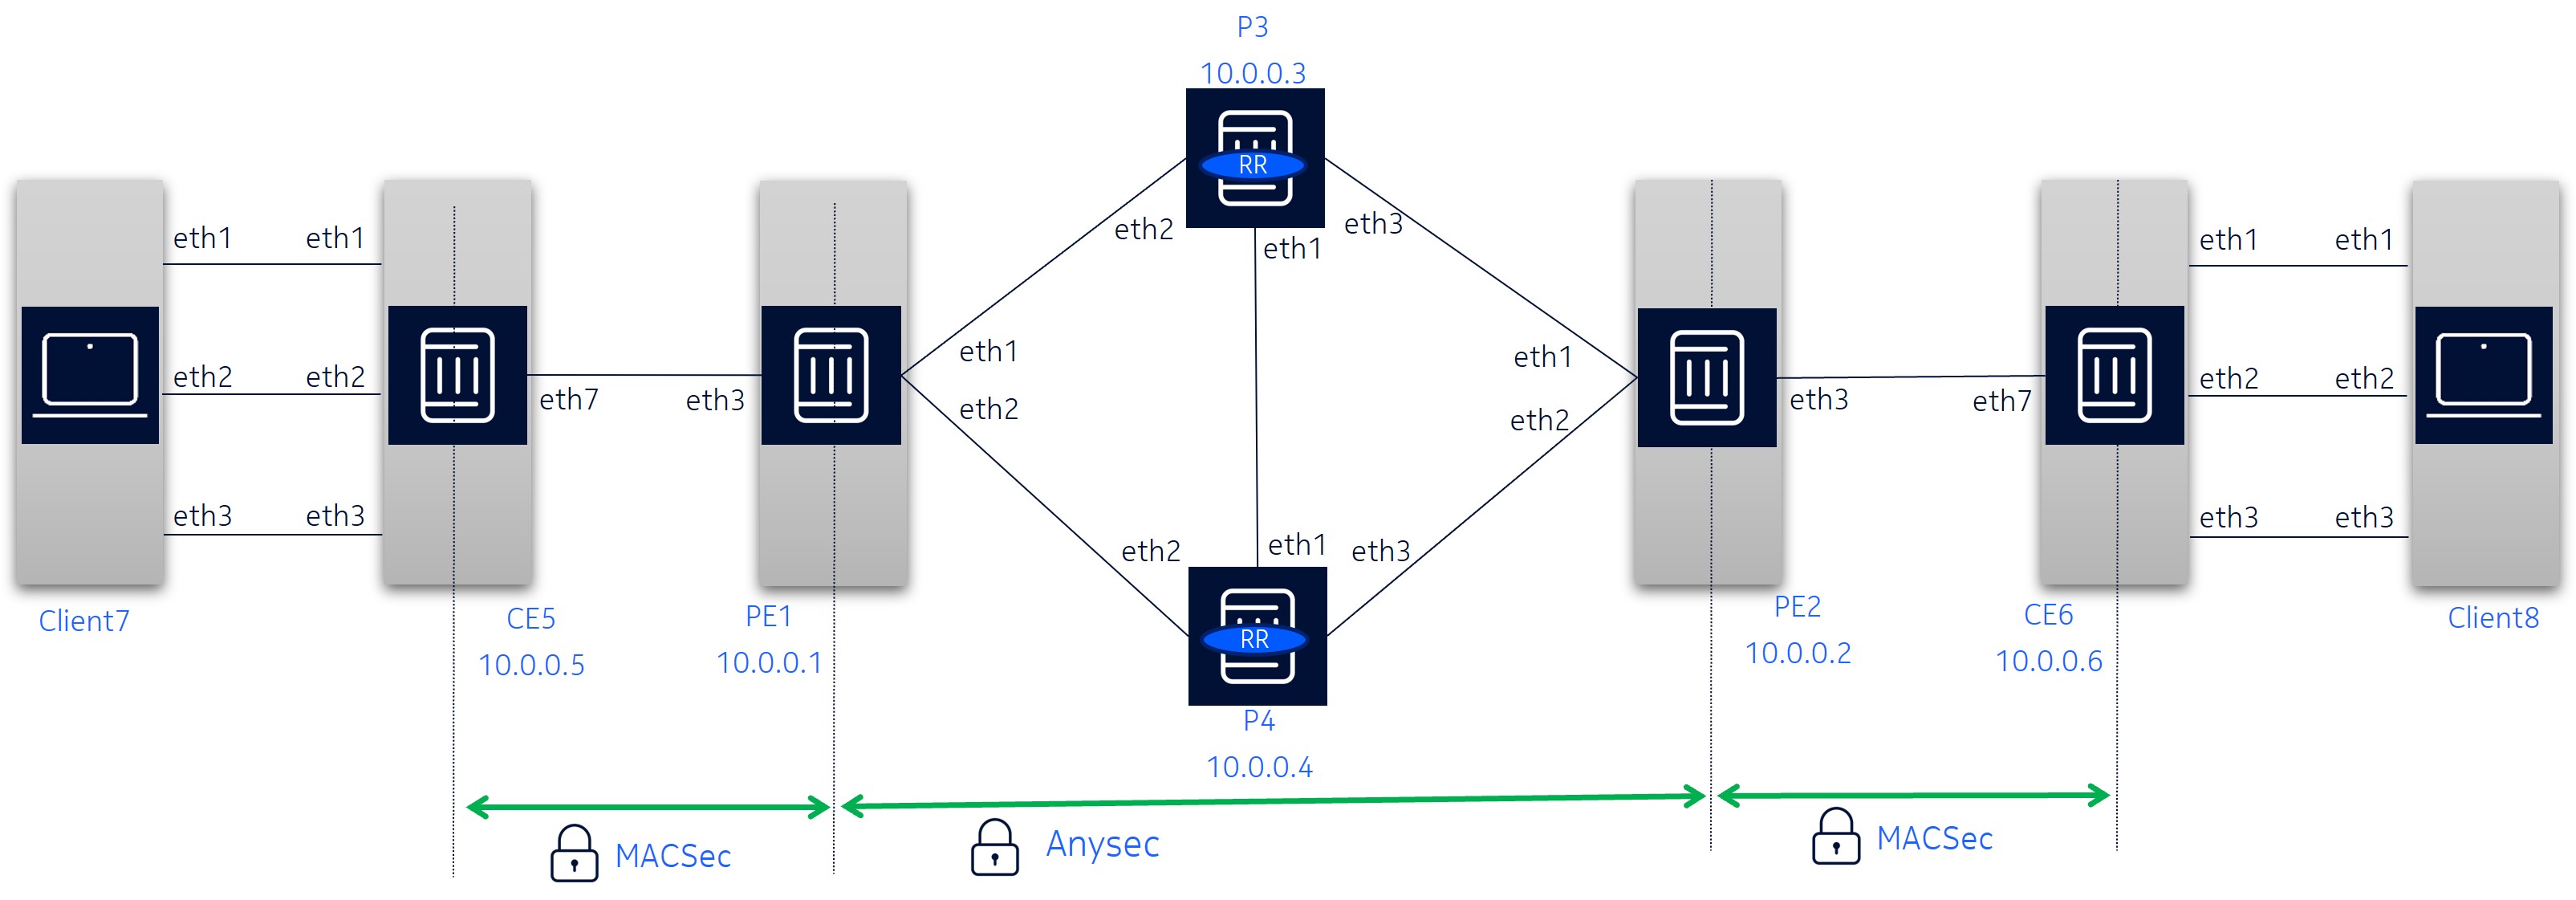 P3
10.0.0.3
RR
eth2
eth3
eth1
eth1 eth1
eth2 eth2
eth3 eth3
eth7 eth3
eth1
eth2
eth1
eth2
eth3 eth7
eth1 eth1
eth2 eth2
eth3 eth3
eth2
eth1
eth3
RR
Client7
CE5
10.0.0.5
PE1
10.0.0.1
P4
10.0.0.4
PE2
10.0.0.2
CE6
10.0.0.6
Client8
MACSec
Anysec
MACSec